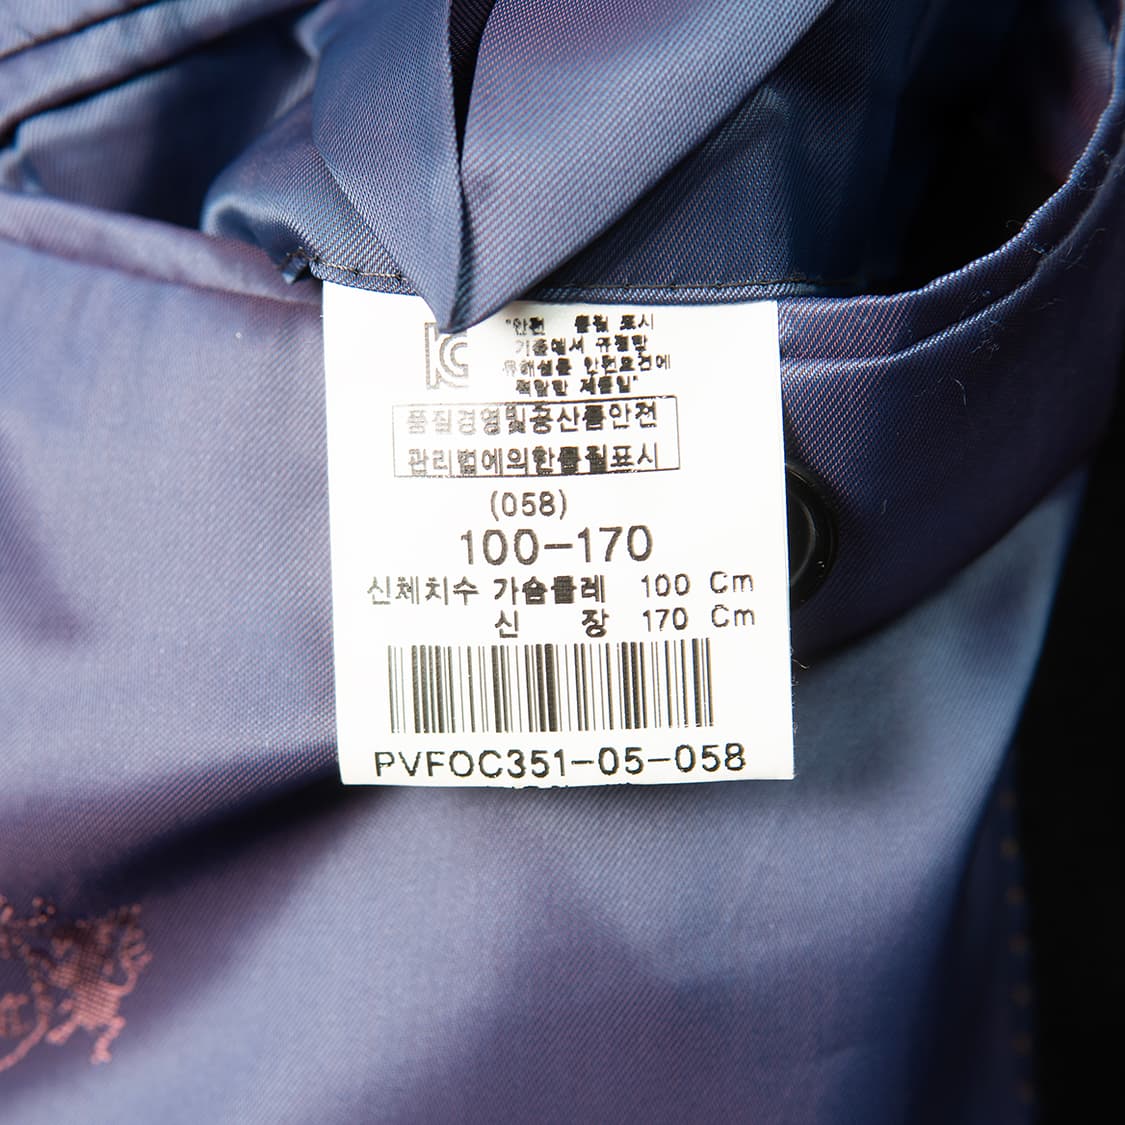 KC
"안전 품질 표시
기준에서 규정한
유해물질 안전요건에
적합한 제품임"
품질경영및공산품안전
관리법에의한품질표시
(058)
100-170
신체치수 가슴둘레 100 Cm
신 장 170 Cm
PVFOC351-05-058